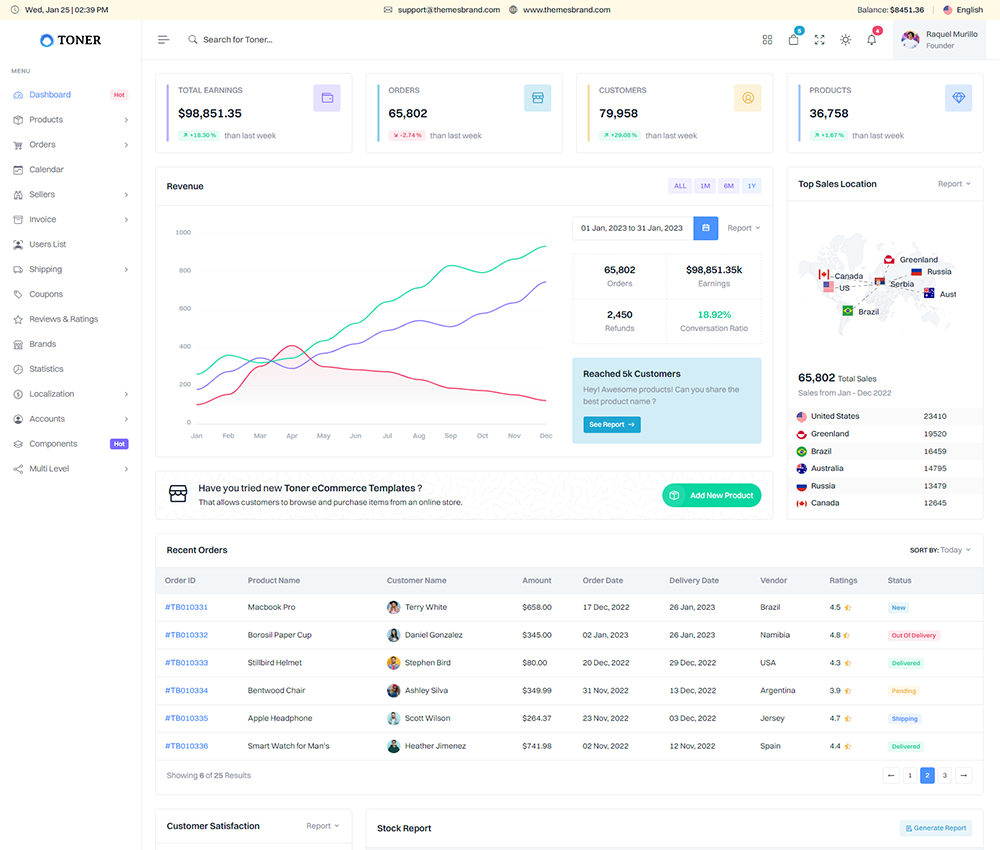 Wed, Jan 25 | 02:39 PM
support@themesbrand.com
www.themesbrand.com
Balance: $8451.36
English
TONER
Search for Toner...
5
4
Raquel Murillo
Founder
MENU
Dashboard Hot
Products
Orders
Calendar
Sellers
Invoice
Users List
Shipping
Coupons
Reviews & Ratings
Brands
Statistics
Localization
Accounts
Components Hot
Multi Level
TOTAL EARNINGS
$98,851.35
+18.30 % than last week
ORDERS
65,802
-2.74 % than last week
CUSTOMERS
79,958
+29.08 % than last week
PRODUCTS
36,758
+1.67 % than last week
Revenue
ALL 1M 6M 1Y
1000
800
600
400
200
0
Jan Feb Mar Apr May Jun Jul Aug Sep Oct Nov Dec
01 Jan, 2023 to 31 Jan, 2023
Report
65,802
Orders
$98,851.35k
Earnings
2,450
Refunds
18.92%
Conversation Ratio
Reached 5k Customers
Hey! Awesome products! Can you share the
best product name ?
See Report →
Top Sales Location
Report
Greenland
Russia
Canada
US
Serbia
Aust
Brazil
65,802 Total Sales
Sales from Jan - Dec 2022
United States 23410
Greenland 19520
Brazil 16459
Australia 14795
Russia 13479
Canada 12645
Have you tried new Toner eCommerce Templates ?
That allows customers to browse and purchase items from an online store.
Add New Product
Recent Orders
SORT BY: Today
Order ID Product Name Customer Name Amount Order Date Delivery Date Vendor Ratings Status
#TB010331 Macbook Pro Terry White $658.00 17 Dec, 2022 26 Jan, 2023 Brazil 4.5 New
#TB010332 Borosil Paper Cup Daniel Gonzalez $345.00 02 Jan, 2023 26 Jan, 2023 Namibia 4.8 Out Of Delivery
#TB010333 Stillbird Helmet Stephen Bird $80.00 20 Dec, 2022 29 Dec, 2022 USA 4.3 Delivered
#TB010334 Bentwood Chair Ashley Silva $349.99 31 Nov, 2022 13 Dec, 2022 Argentina 3.9 Pending
#TB010335 Apple Headphone Scott Wilson $264.37 23 Nov, 2022 03 Dec, 2022 Jersey 4.7 Shipping
#TB010336 Smart Watch for Man's Heather Jimenez $741.98 02 Nov, 2022 12 Nov, 2022 Spain 4.4 Delivered
Showing 6 of 25 Results
← 1 2 3 →
Customer Satisfaction
Report
Stock Report
Generate Report